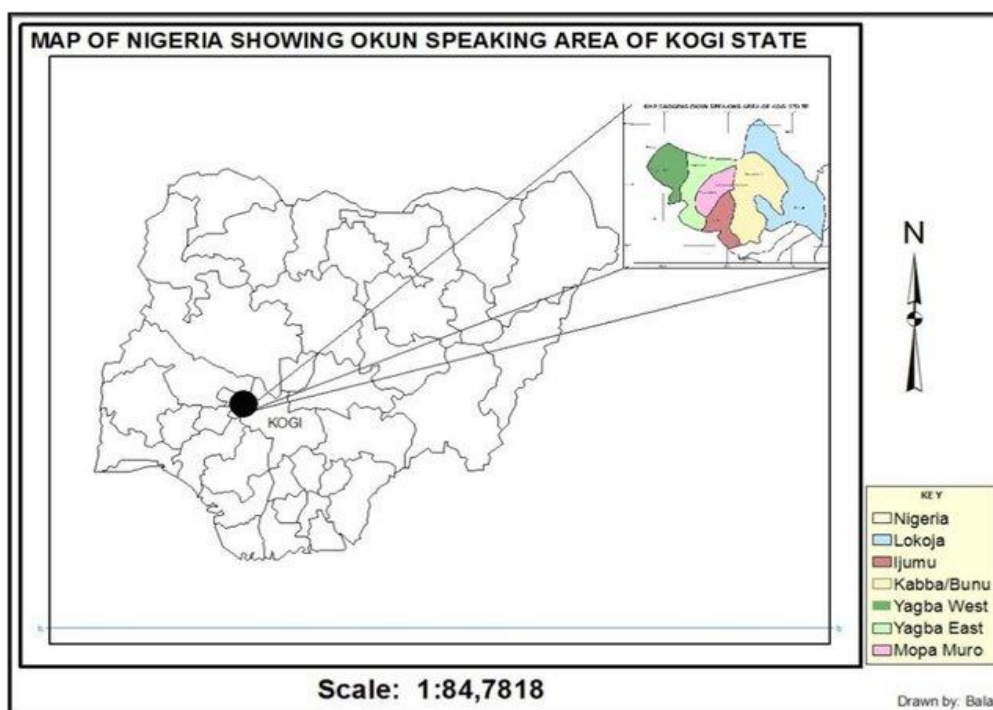 MAP OF NIGERIA SHOWING OKUN SPEAKING AREA OF KOGI STATE
N
KOGI
KEY
Nigeria
Lokoja
Ijumu
Kabba/Bunu
Yagba West
Yagba East
Mopa Muro
Scale: 1:84,7818
Drawn by: Bala